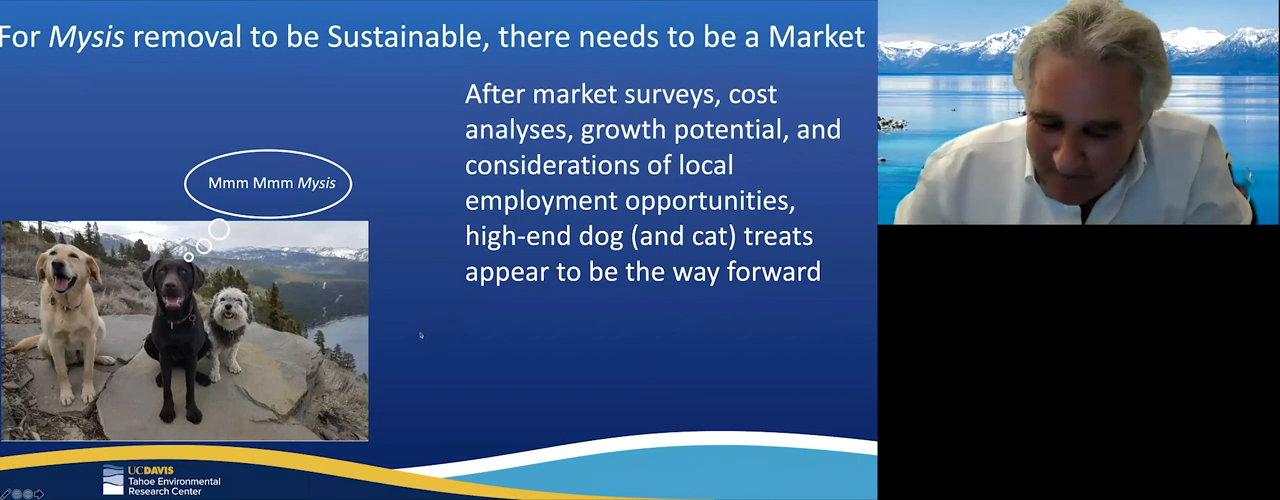 For Mysis removal to be Sustainable, there needs to be a Market
After market surveys, cost
analyses, growth potential, and
considerations of local
employment opportunities,
high-end dog (and cat) treats
appear to be the way forward
Mmm Mmm Mysis
UCDAVIS
Tahoe Environmental
Research Center